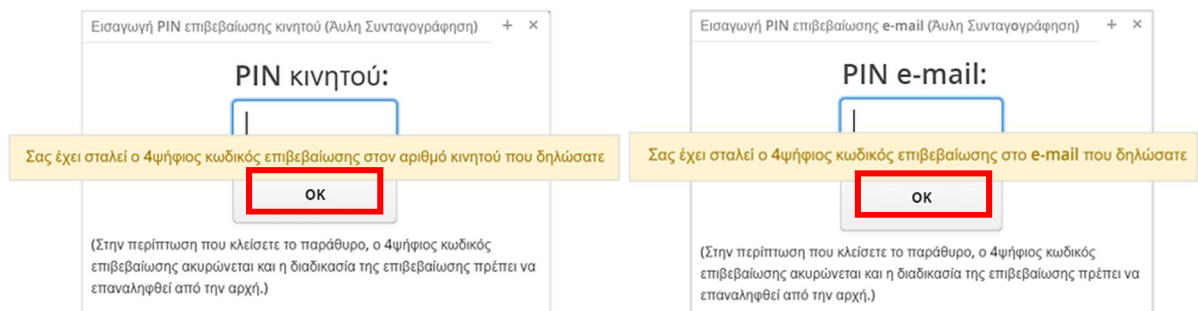 Εισαγωγή PIN επιβεβαίωσης κινητού (Άυλη Συνταγογράφηση) + ×
PIN κινητού:
Σας έχει σταλεί ο 4ψήφιος κωδικός επιβεβαίωσης στον αριθμό κινητού που δηλώσατε
OK
(Στην περίπτωση που κλείσετε το παράθυρο, ο 4ψήφιος κωδικός
επιβεβαίωσης ακυρώνεται και η διαδικασία της επιβεβαίωσης πρέπει να
επαναληφθεί από την αρχή.)
Εισαγωγή PIN επιβεβαίωσης e-mail (Άυλη Συνταγογράφηση) + ×
PIN e-mail:
Σας έχει σταλεί ο 4ψήφιος κωδικός επιβεβαίωσης στο e-mail που δηλώσατε
OK
(Στην περίπτωση που κλείσετε το παράθυρο, ο 4ψήφιος κωδικός
επιβεβαίωσης ακυρώνεται και η διαδικασία της επιβεβαίωσης πρέπει να
επαναληφθεί από την αρχή.)